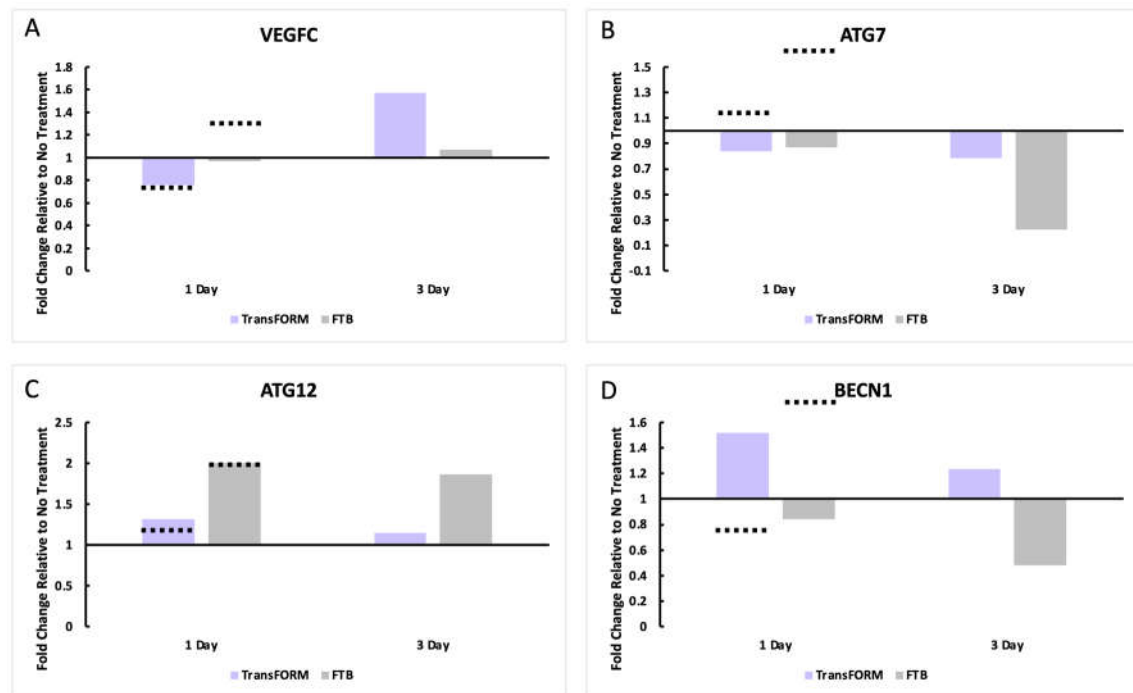 A
VEGFC
Fold Change Relative to No Treatment
1.8
1.6
1.4
1.2
1
0.8
0.6
0.4
0.2
0
1 Day 3 Day
TransFORM FTB
B
ATG7
Fold Change Relative to No Treatment
1.5
1.3
1.1
0.9
0.7
0.5
0.3
0.1
-0.1
1 Day 3 Day
TransFORM FTB
C
ATG12
Fold Change Relative to No Treatment
2.5
2
1.5
1
0.5
0
1 Day 3 Day
TransFORM FTB
D
BECN1
Fold Change Relative to No Treatment
1.6
1.4
1.2
1
0.8
0.6
0.4
0.2
0
1 Day 3 Day
TransFORM FTB